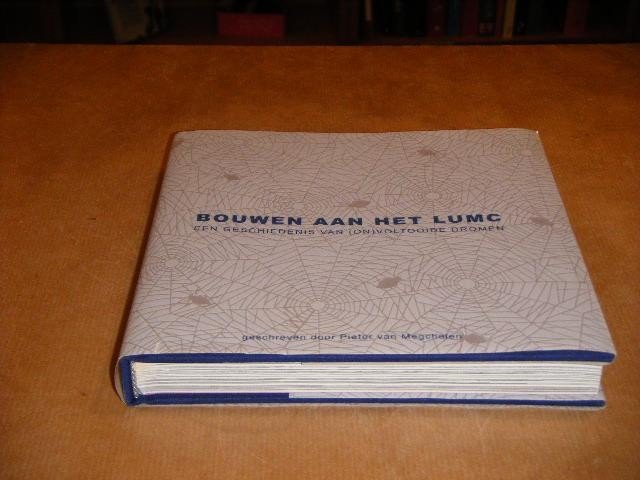 BOUWEN AAN HET LUMC
EEN GESCHIEDENIS VAN (ON)VOLTOOIDE DROMEN
geschreven door Pieter van Megchelen